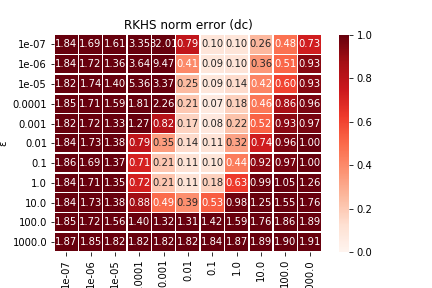 RKHS norm error (dc)
1e-07 1.84 1.69 1.61 3.35 32.01 0.79 0.10 0.10 0.26 0.48 0.73
1e-06 1.84 1.72 1.36 3.64 9.47 0.41 0.09 0.10 0.36 0.51 0.93
1e-05 1.82 1.74 1.40 5.36 3.37 0.25 0.09 0.14 0.42 0.60 0.93
0.0001 1.85 1.71 1.59 1.81 2.26 0.21 0.07 0.18 0.46 0.86 0.96
0.001 1.82 1.72 1.33 1.27 0.82 0.17 0.08 0.22 0.52 0.93 0.97
0.01 1.84 1.73 1.38 0.79 0.35 0.14 0.11 0.32 0.74 0.96 1.00
0.1 1.86 1.69 1.37 0.71 0.21 0.11 0.10 0.44 0.92 0.97 1.00
1.0 1.84 1.71 1.35 0.72 0.21 0.11 0.18 0.63 0.99 1.05 1.26
10.0 1.84 1.73 1.38 0.88 0.49 0.39 0.53 0.98 1.25 1.55 1.76
100.0 1.85 1.72 1.56 1.40 1.32 1.31 1.42 1.59 1.76 1.86 1.89
1000.0 1.87 1.85 1.82 1.82 1.82 1.82 1.84 1.87 1.89 1.90 1.91
1e-07 1e-06 1e-05 0001 0.001 0.01 0.1 1.0 10.0 100.0 000.0
ε
1.0
0.8
0.6
0.4
0.2
0.0